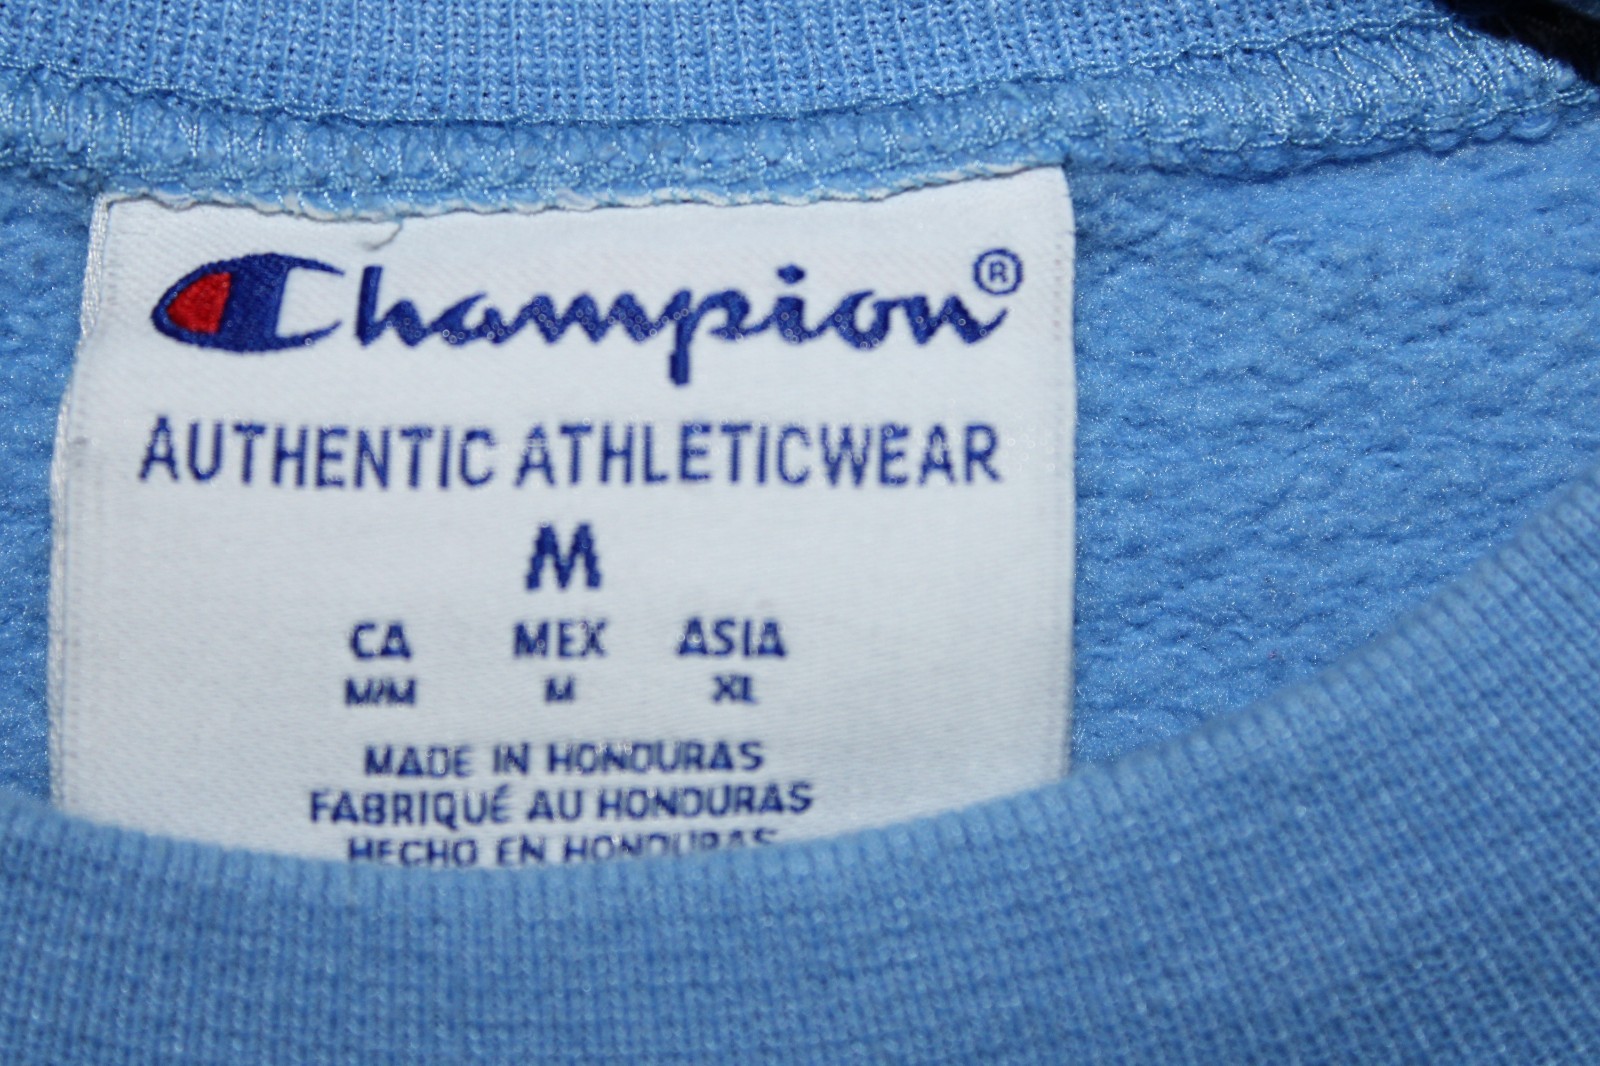 Champion®
AUTHENTIC ATHLETICWEAR
M
CA MEX ASIA
M/M M XL
MADE IN HONDURAS
FABRIQUÉ AU HONDURAS
HECHO EN HONDURAS